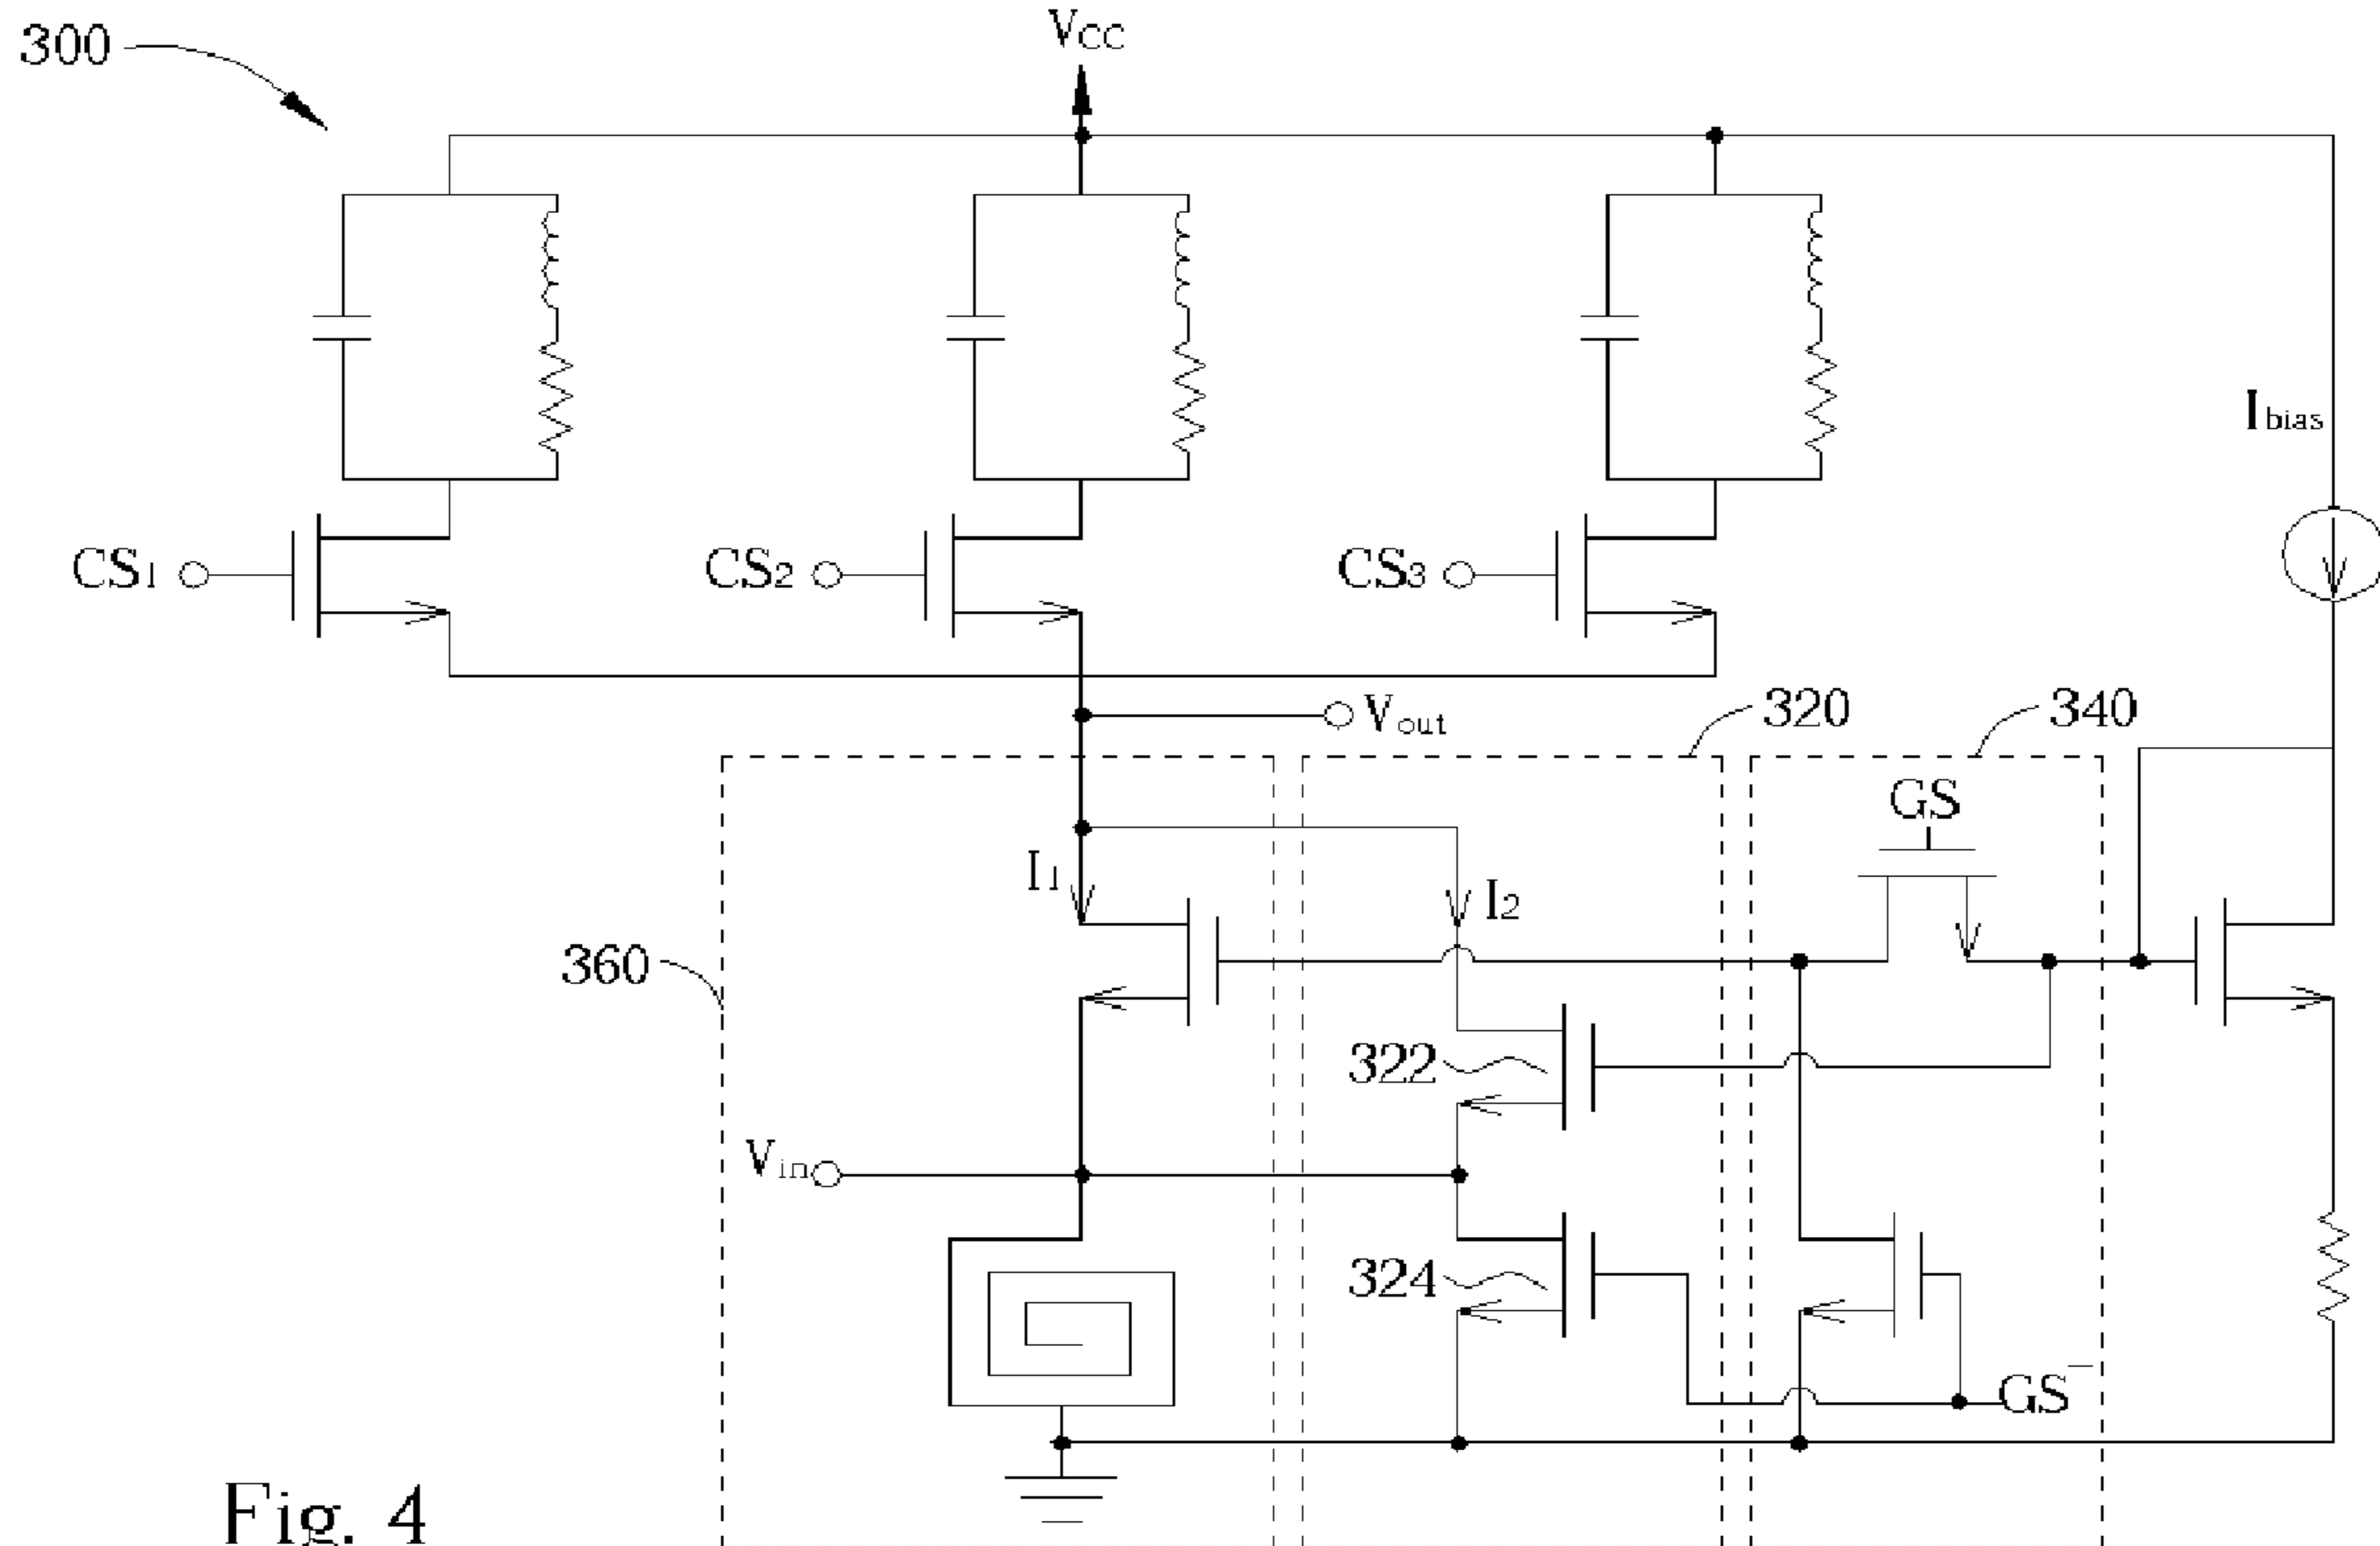 300
VCC
Ibias
CS1
CS2
CS3
Vout
320
340
GS
I1
I2
360
322
Vin
324
GS‾
Fig. 4